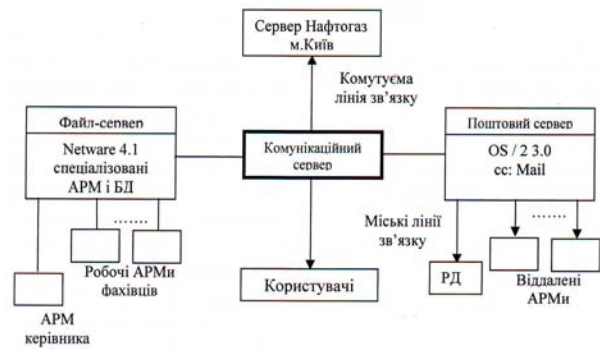 Сервер Нафтогаз
м.Київ
Комутуєма
лінія зв’язку
Файл-сервер
Netware 4.1
спеціалізовані
АРМ і БД
Комунікаційний
сервер
Поштовий сервер
OS / 2 3.0
cc: Mail
........
Робочі АРМи
фахівців
АРМ
керівника
Міські лінії
зв’язку
Користувачі
РД
.......
Віддалені
АРМи